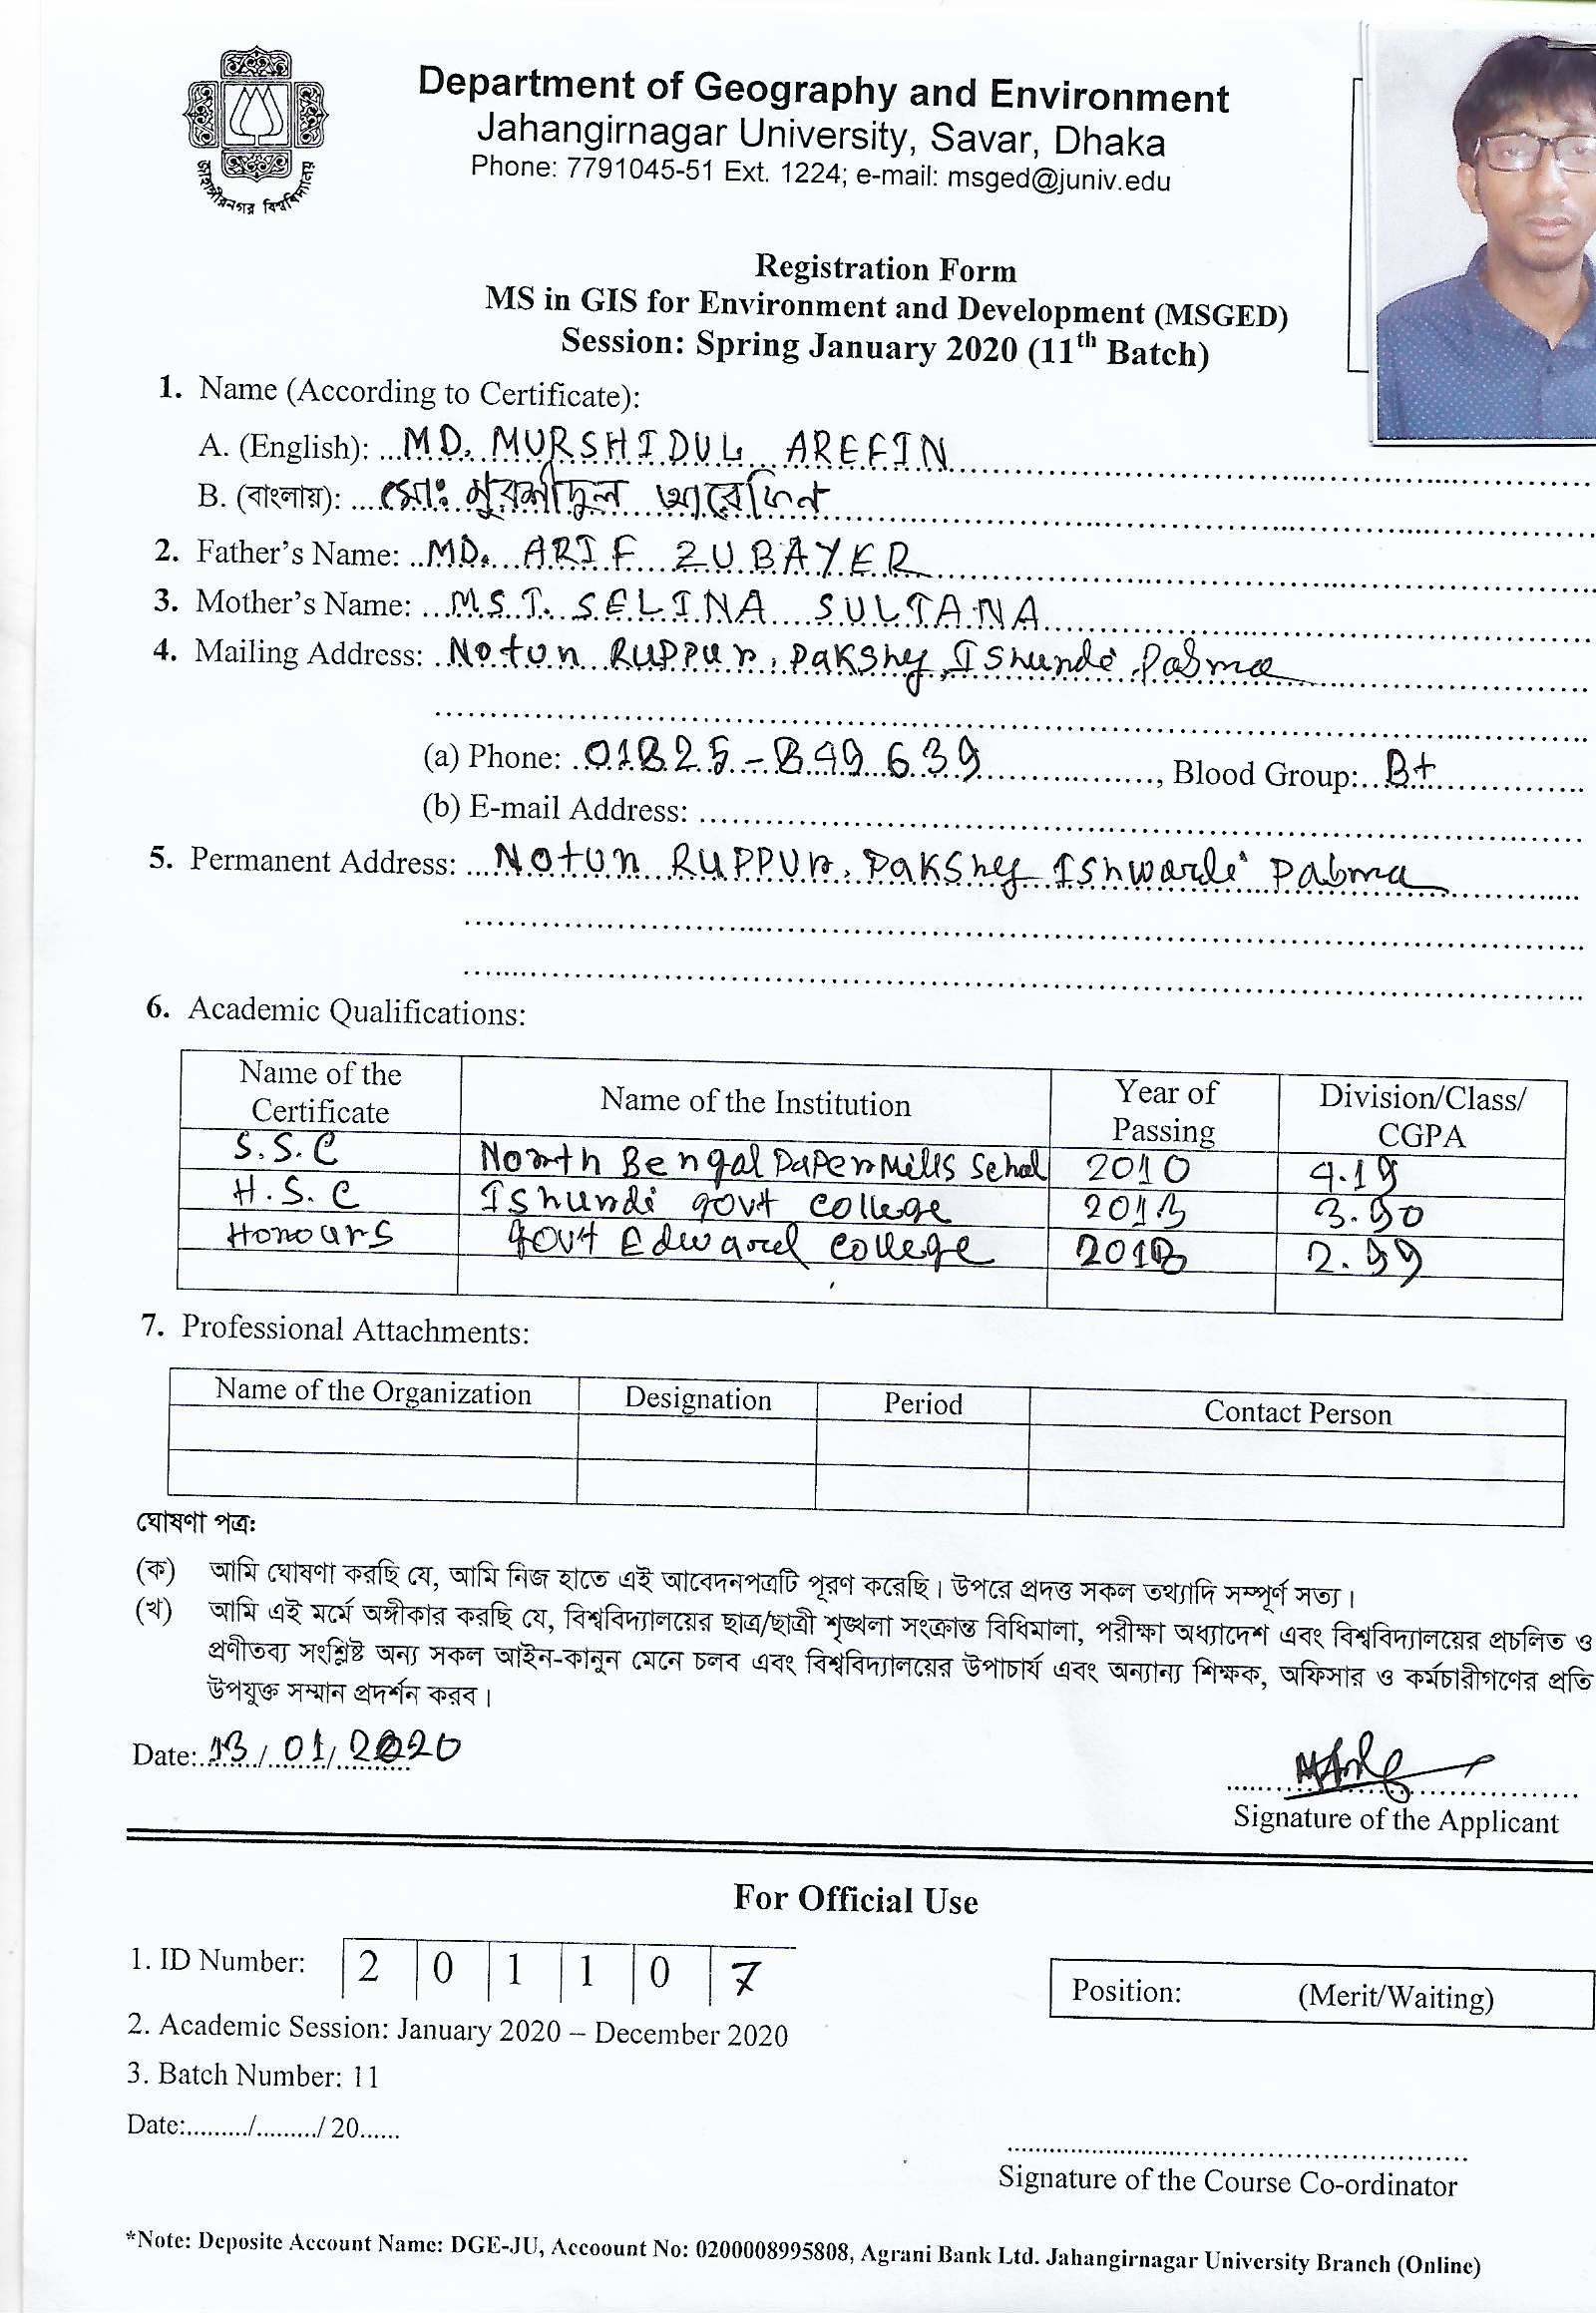 জাহাঙ্গীরনগর বিশ্ববিদ্যালয়
Department of Geography and Environment
Jahangirnagar University, Savar, Dhaka
Phone: 7791045-51 Ext. 1224; e-mail: msged@juniv.edu
Registration Form
MS in GIS for Environment and Development (MSGED)
Session: Spring January 2020 (11th Batch)
1. Name (According to Certificate):
A. (English): MD. MURSHIDUL AREFIN
B. (বাংলায়): মোঃ মুরশীদুল আরেফিন
2. Father's Name: MD. ARIF ZUBAYER
3. Mother's Name: MST. SELINA SULTANA
4. Mailing Address: Notun Ruppur, Pakshy, Ishurdi Pabna
(a) Phone: 01825-849639, Blood Group: B+
(b) E-mail Address:
5. Permanent Address: Notun Ruppur, Pakshy Ishwardi Pabna
6. Academic Qualifications:
Name of the Certificate Name of the Institution Year of Passing Division/Class/ CGPA
S.S.C North Bengal Paper Mills School 2010 4.19
H.S.C Ishurdi govt College 2013 3.90
Honours govt Edward College 2018 2.99
7. Professional Attachments:
Name of the Organization Designation Period Contact Person
ঘোষণা পত্র:
(ক) আমি ঘোষণা করছি যে, আমি নিজ হাতে এই আবেদনপত্রটি পূরণ করেছি। উপরে প্রদত্ত সকল তথ্যাদি সম্পূর্ণ সত্য।
(খ) আমি এই মর্মে অঙ্গীকার করছি যে, বিশ্ববিদ্যালয়ের ছাত্র/ছাত্রী শৃঙ্খলা সংক্রান্ত বিধিমালা, পরীক্ষা অধ্যাদেশ এবং বিশ্ববিদ্যালয়ের প্রচলিত ও
প্রণীতব্য সংশ্লিষ্ট অন্য সকল আইন-কানুন মেনে চলব এবং বিশ্ববিদ্যালয়ের উপাচার্য এবং অন্যান্য শিক্ষক, অফিসার ও কর্মচারীগণের প্রতি
উপযুক্ত সম্মান প্রদর্শন করব।
Date: 13/01/2020
Signature of the Applicant
For Official Use
1. ID Number: 2 0 1 1 0 7
Position: (Merit/Waiting)
2. Academic Session: January 2020 – December 2020
3. Batch Number: 11
Date:........./........./ 20......
Signature of the Course Co-ordinator
*Note: Deposite Account Name: DGE-JU, Accoount No: 0200008995808, Agrani Bank Ltd. Jahangirnagar University Branch (Online)